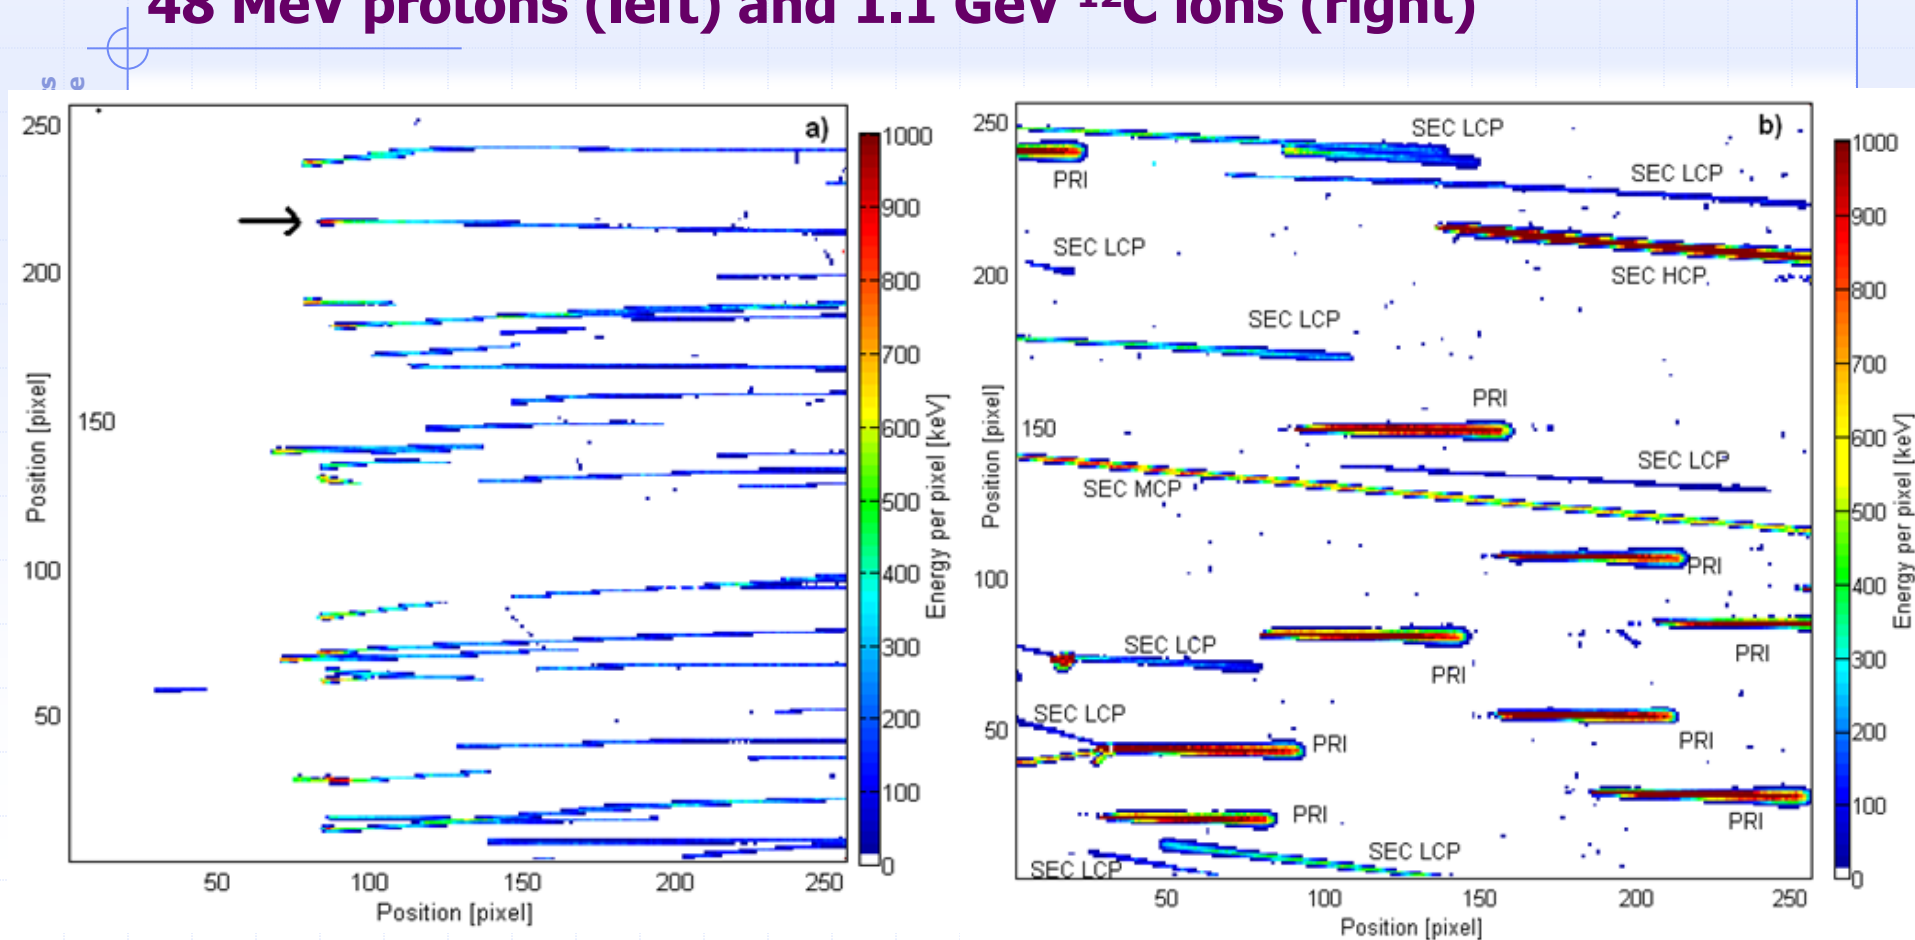 48 MeV protons (left) and 1.1 GeV ¹²C ions (right)
s
e
a)
250
200
150
100
50
Position [pixel]
50
100
150
200
250
Position [pixel]
1000
900
800
700
600
500
400
300
200
100
0
Energy per pixel [keV]
b)
250
200
150
100
50
Position [pixel]
SEC LCP
PRI
SEC LCP
SEC LCP
SEC HCP
SEC LCP
PRI
SEC LCP
SEC MCP
PRI
SEC LCP
PRI
PRI
SEC LCP
PRI
PRI
PRI
PRI
SEC LCP
SEC LCP
50
100
150
200
250
Position [pixel]
1000
900
800
700
600
500
400
300
200
100
0
Energy per pixel [keV]